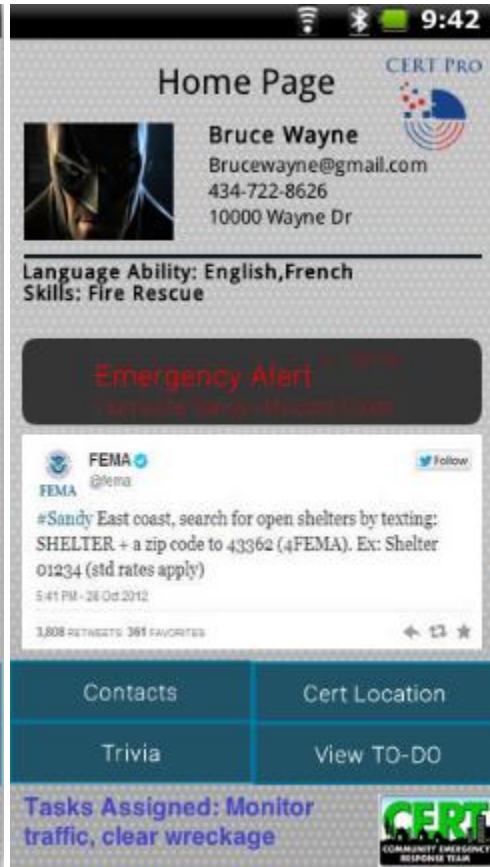 9:42
Home Page
CERT PRO
Bruce Wayne
Brucewayne@gmail.com
434-722-8626
10000 Wayne Dr
Language Ability: English,French
Skills: Fire Rescue
Emergency Alert
FEMA
@fema
Follow
FEMA
#Sandy East coast, search for open shelters by texting:
SHELTER + a zip code to 43362 (4FEMA). Ex: Shelter
01234 (std rates apply)
5:41 PM - 28 Oct 2012
3,808 RETWEETS 361 FAVORITES
Contacts
Cert Location
Trivia
View TO-DO
Tasks Assigned: Monitor
traffic, clear wreckage
CERT
COMMUNITY EMERGENCY
RESPONSE TEAM